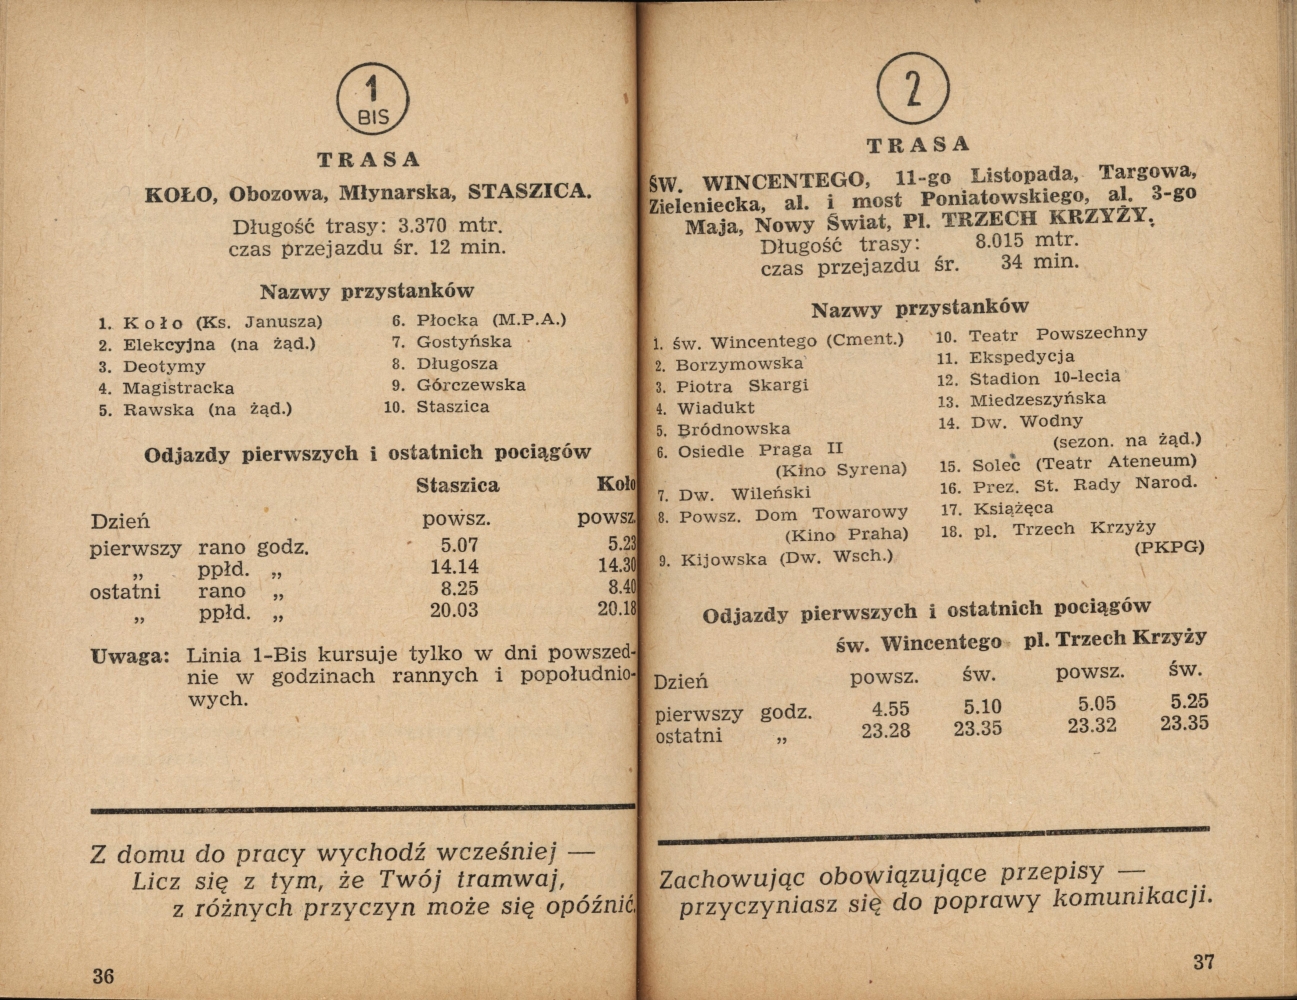 1
BIS
TRASA
KOŁO, Obozowa, Młynarska, STASZICA.
Długość trasy: 3.370 mtr.
czas przejazdu śr. 12 min.
Nazwy przystanków
1. Koło (Ks. Janusza)
2. Elekcyjna (na żąd.)
3. Deotymy
4. Magistracka
5. Rawska (na żąd.)
6. Płocka (M.P.A.)
7. Gostyńska
8. Długosza
9. Górczewska
10. Staszica
Odjazdy pierwszych i ostatnich pociągów
Staszica Koło
Dzień powsz. powsz.
pierwszy rano godz. 5.07 5.23
„ ppłd. „ 14.14 14.30
ostatni rano „ 8.25 8.40
„ ppłd. „ 20.03 20.18
Uwaga: Linia 1-Bis kursuje tylko w dni powszed-
nie w godzinach rannych i popołudnio-
wych.
Z domu do pracy wychodź wcześniej —
Licz się z tym, że Twój tramwaj,
z różnych przyczyn może się opóźnić.
36
2
TRASA
ŚW. WINCENTEGO, 11-go Listopada, Targowa,
Zieleniecka, al. i most Poniatowskiego, al. 3-go
Maja, Nowy Świat, Pl. TRZECH KRZYŻY.
Długość trasy: 8.015 mtr.
czas przejazdu śr. 34 min.
Nazwy przystanków
1. św. Wincentego (Cment.)
2. Borzymowska
3. Piotra Skargi
4. Wiadukt
5. Bródnowska
6. Osiedle Praga II
(Kino Syrena)
7. Dw. Wileński
8. Powsz. Dom Towarowy
(Kino Praha)
9. Kijowska (Dw. Wsch.)
10. Teatr Powszechny
11. Ekspedycja
12. Stadion 10-lecia
13. Miedzeszyńska
14. Dw. Wodny
(sezon. na żąd.)
15. Solec (Teatr Ateneum)
16. Prez. St. Rady Narod.
17. Książęca
18. pl. Trzech Krzyży
(PKPG)
Odjazdy pierwszych i ostatnich pociągów
św. Wincentego pl. Trzech Krzyży
Dzień powsz. św. powsz. św.
pierwszy godz. 4.55 5.10 5.05 5.25
ostatni „ 23.28 23.35 23.32 23.35
Zachowując obowiązujące przepisy —
przyczyniasz się do poprawy komunikacji.
37